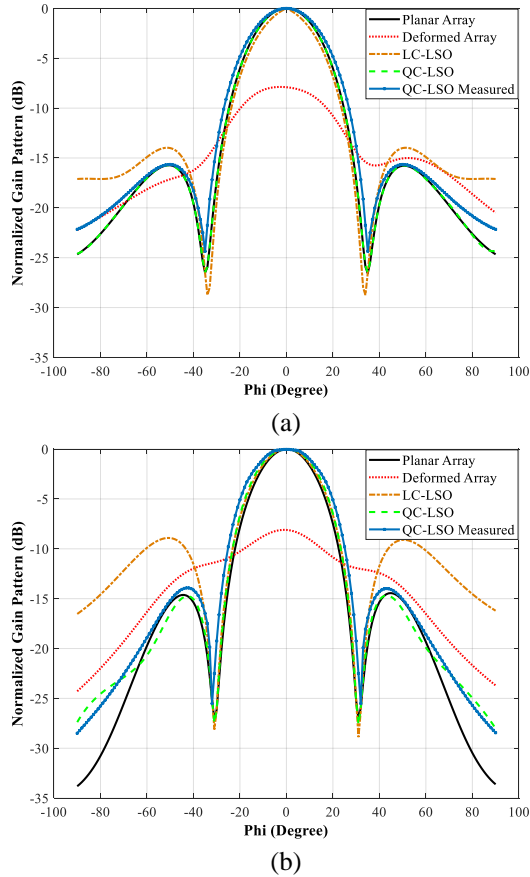 (a)
Normalized Gain Pattern (dB)
0
-5
-10
-15
-20
-25
-30
-35
-100 -80 -60 -40 -20 0 20 40 60 80 100
Phi (Degree)
Planar Array
Deformed Array
LC-LSO
QC-LSO
QC-LSO Measured
(b)
Normalized Gain Pattern (dB)
0
-5
-10
-15
-20
-25
-30
-35
-100 -80 -60 -40 -20 0 20 40 60 80 100
Phi (Degree)
Planar Array
Deformed Array
LC-LSO
QC-LSO
QC-LSO Measured